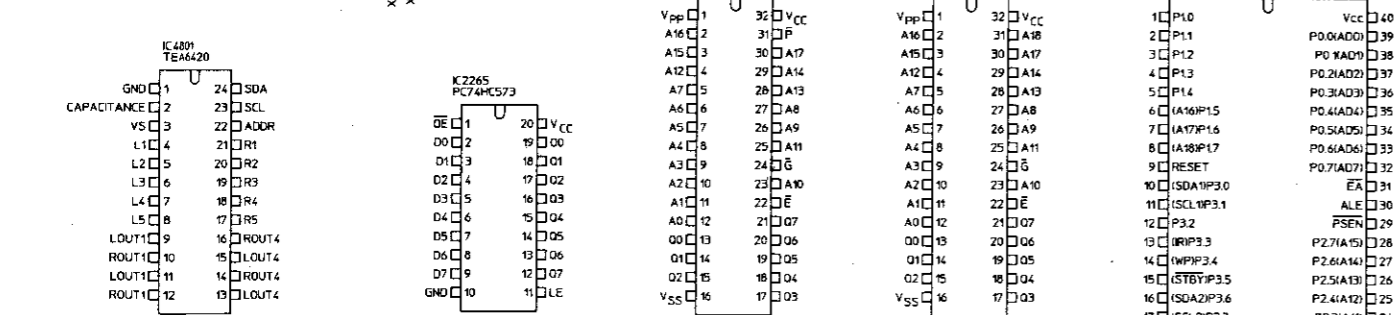 IC4801
TEA6420
GND 1 24 SDA
CAPACITANCE 2 23 SCL
VS 3 22 ADDR
L1 4 21 R1
L2 5 20 R2
L3 6 19 R3
L4 7 18 R4
L5 8 17 R5
LOUT1 9 16 ROUT4
ROUT1 10 15 LOUT4
LOUT1 11 14 ROUT4
ROUT1 12 13 LOUT4
IC2265
PC74HC573
OE 1 20 VCC
D0 2 19 Q0
D1 3 18 Q1
D2 4 17 Q2
D3 5 16 Q3
D4 6 15 Q4
D5 7 14 Q5
D6 8 13 Q6
D7 9 12 Q7
GND 10 11 LE
Vpp 1 32 VCC
A16 2 31 P
A15 3 30 A17
A12 4 29 A14
A7 5 28 A13
A6 6 27 A8
A5 7 26 A9
A4 8 25 A11
A3 9 24 G
A2 10 23 A10
A1 11 22 E
A0 12 21 Q7
Q0 13 20 Q6
Q1 14 19 Q5
Q2 15 18 Q4
VSS 16 17 Q3
Vpp 1 32 VCC
A16 2 31 A18
A15 3 30 A17
A12 4 29 A14
A7 5 28 A13
A6 6 27 A8
A5 7 26 A9
A4 8 25 A11
A3 9 24 G
A2 10 23 A10
A1 11 22 E
A0 12 21 Q7
Q0 13 20 Q6
Q1 14 19 Q5
Q2 15 18 Q4
VSS 16 17 Q3
1 P1.0 Vcc 40
2 P1.1 P0.0(AD0) 39
3 P1.2 P0.1(AD1) 38
4 P1.3 P0.2(AD2) 37
5 P1.4 P0.3(AD3) 36
6 (A16)P1.5 P0.4(AD4) 35
7 (A17)P1.6 P0.5(AD5) 34
8 (A18)P1.7 P0.6(AD6) 33
9 RESET P0.7(AD7) 32
10 (SDA1)P3.0 EA 31
11 (SCL1)P3.1 ALE 30
12 P3.2 PSEN 29
13 (IR)P3.3 P2.7(A15) 28
14 (WP)P3.4 P2.6(A14) 27
15 (STBY)P3.5 P2.5(A13) 26
16 (SDA2)P3.6 P2.4(A12) 25